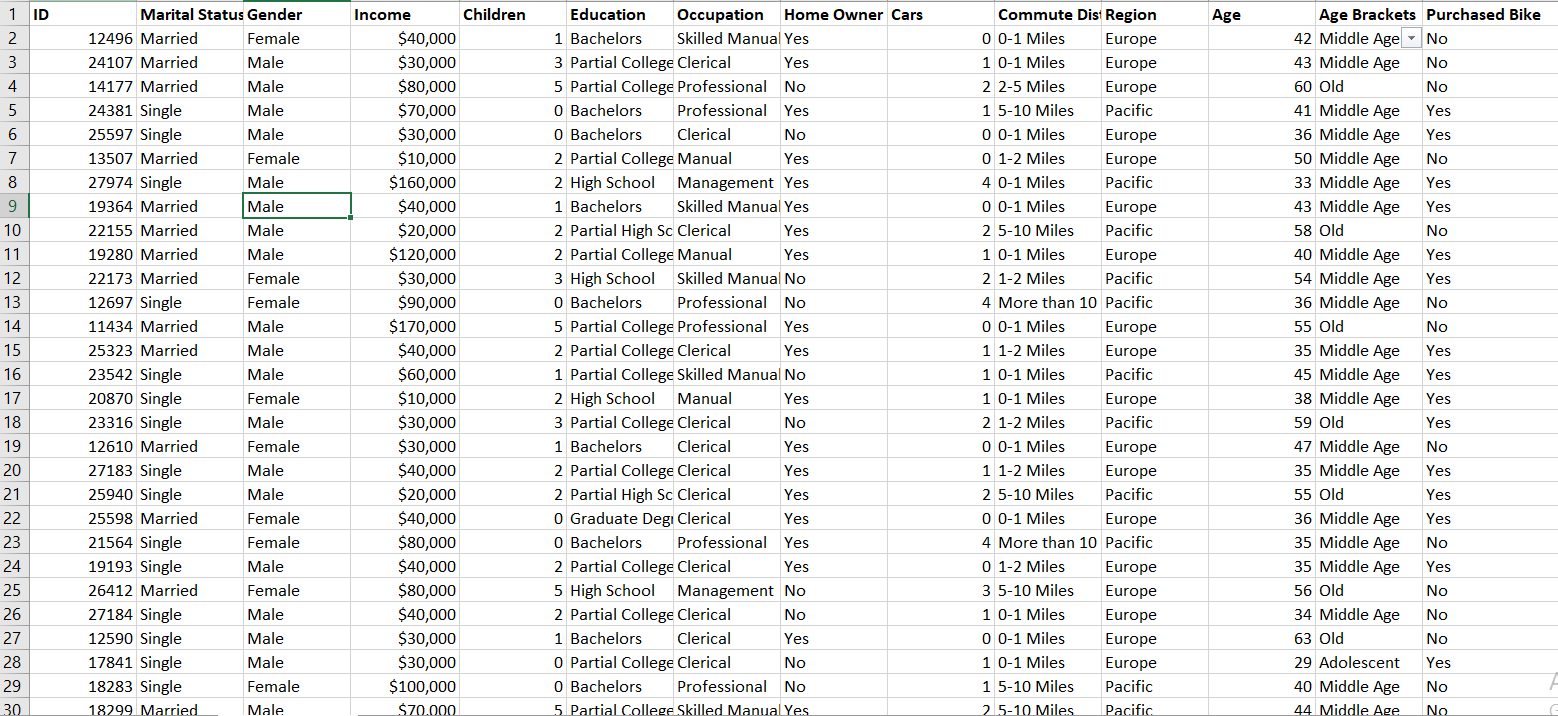 1 ID Marital Status Gender Income Children Education Occupation Home Owner Cars Commute Dis Region Age Age Brackets Purchased Bike
2 12496 Married Female $40,000 1 Bachelors Skilled Manual Yes 0 0-1 Miles Europe 42 Middle Age No
3 24107 Married Male $30,000 3 Partial College Clerical Yes 1 0-1 Miles Europe 43 Middle Age No
4 14177 Married Male $80,000 5 Partial College Professional No 2 2-5 Miles Europe 60 Old No
5 24381 Single Male $70,000 0 Bachelors Professional Yes 1 5-10 Miles Pacific 41 Middle Age Yes
6 25597 Single Male $30,000 0 Bachelors Clerical No 0 0-1 Miles Europe 36 Middle Age Yes
7 13507 Married Female $10,000 2 Partial College Manual Yes 0 1-2 Miles Europe 50 Middle Age No
8 27974 Single Male $160,000 2 High School Management Yes 4 0-1 Miles Pacific 33 Middle Age Yes
9 19364 Married Male $40,000 1 Bachelors Skilled Manual Yes 0 0-1 Miles Europe 43 Middle Age Yes
10 22155 Married Male $20,000 2 Partial High Sc Clerical Yes 2 5-10 Miles Pacific 58 Old No
11 19280 Married Male $120,000 2 Partial College Manual Yes 1 0-1 Miles Europe 40 Middle Age Yes
12 22173 Married Female $30,000 3 High School Skilled Manual No 2 1-2 Miles Pacific 54 Middle Age Yes
13 12697 Single Female $90,000 0 Bachelors Professional No 4 More than 10 Pacific 36 Middle Age No
14 11434 Married Male $170,000 5 Partial College Professional Yes 0 0-1 Miles Europe 55 Old No
15 25323 Married Male $40,000 2 Partial College Clerical Yes 1 1-2 Miles Europe 35 Middle Age Yes
16 23542 Single Male $60,000 1 Partial College Skilled Manual No 1 0-1 Miles Pacific 45 Middle Age Yes
17 20870 Single Female $10,000 2 High School Manual Yes 1 0-1 Miles Europe 38 Middle Age Yes
18 23316 Single Male $30,000 3 Partial College Clerical No 2 1-2 Miles Pacific 59 Old Yes
19 12610 Married Female $30,000 1 Bachelors Clerical Yes 0 0-1 Miles Europe 47 Middle Age No
20 27183 Single Male $40,000 2 Partial College Clerical Yes 1 1-2 Miles Europe 35 Middle Age Yes
21 25940 Single Male $20,000 2 Partial High Sc Clerical Yes 2 5-10 Miles Pacific 55 Old Yes
22 25598 Married Female $40,000 0 Graduate Deg Clerical Yes 0 0-1 Miles Europe 36 Middle Age Yes
23 21564 Single Female $80,000 0 Bachelors Professional Yes 4 More than 10 Pacific 35 Middle Age No
24 19193 Single Male $40,000 2 Partial College Clerical Yes 0 1-2 Miles Europe 35 Middle Age Yes
25 26412 Married Female $80,000 5 High School Management No 3 5-10 Miles Europe 56 Old No
26 27184 Single Male $40,000 2 Partial College Clerical No 1 0-1 Miles Europe 34 Middle Age No
27 12590 Single Male $30,000 1 Bachelors Clerical Yes 0 0-1 Miles Europe 63 Old No
28 17841 Single Male $30,000 0 Partial College Clerical No 1 0-1 Miles Europe 29 Adolescent Yes
29 18283 Single Female $100,000 0 Bachelors Professional No 1 5-10 Miles Pacific 40 Middle Age No
30 18299 Married Male $70,000 5 Partial College Skilled Manual Yes 2 5-10 Miles Pacific 44 Middle Age No